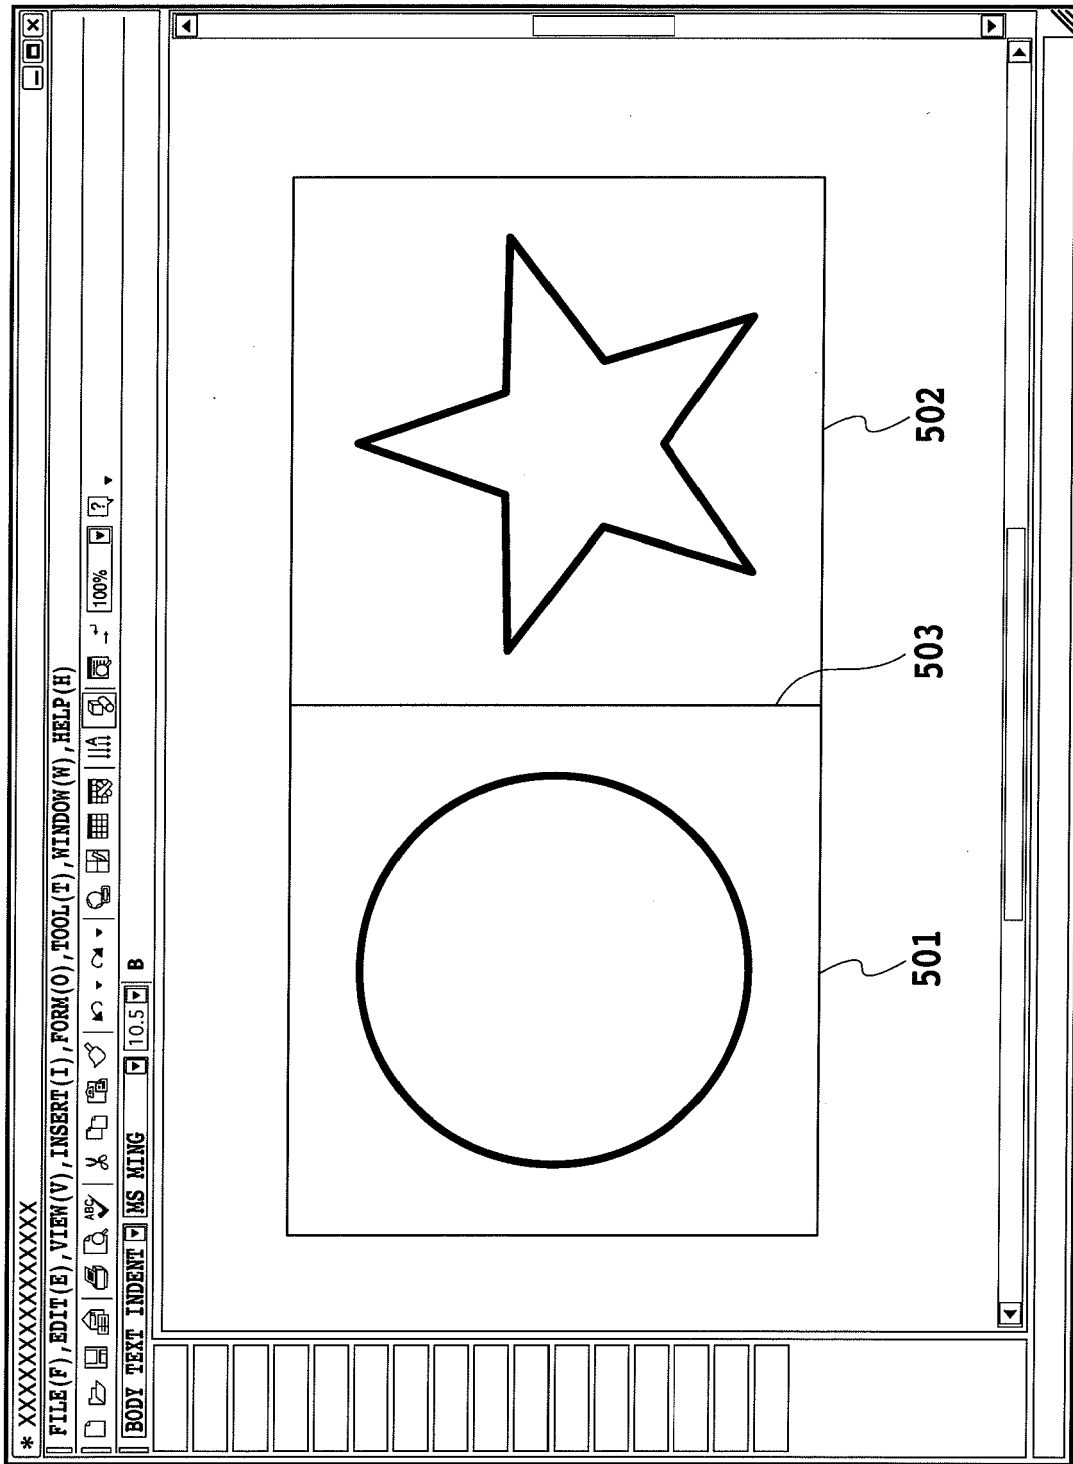 * XXXXXXXXXXXXXXXX
FILE(F),EDIT(E),VIEW(V),INSERT(I),FORM(O),TOOL(T),WINDOW(W),HELP(H)
ABC 100% ?
BODY TEXT INDENT MS MING 10.5 B
501 503 502